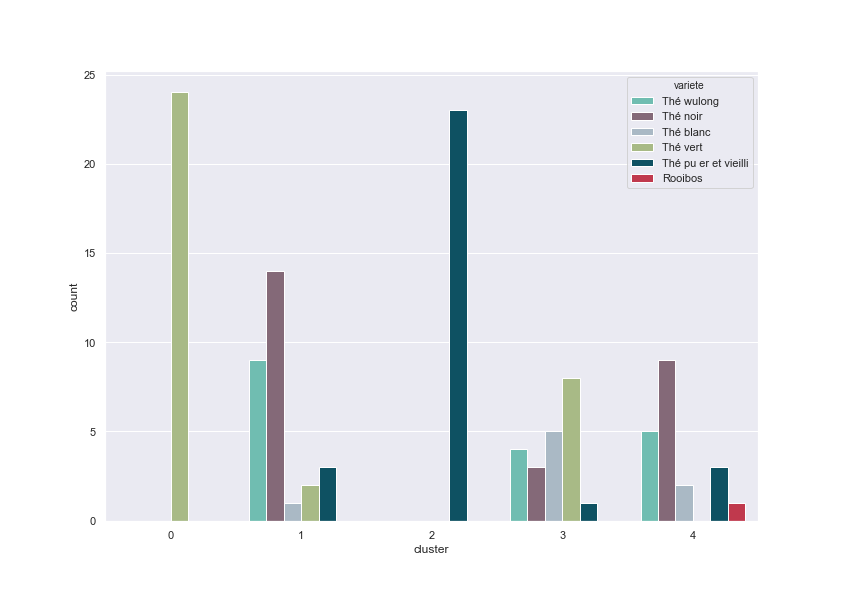 variete
Thé wulong
Thé noir
Thé blanc
Thé vert
Thé pu er et vieilli
Rooibos
25
20
15
10
5
0
count
0 1 2 3 4
cluster